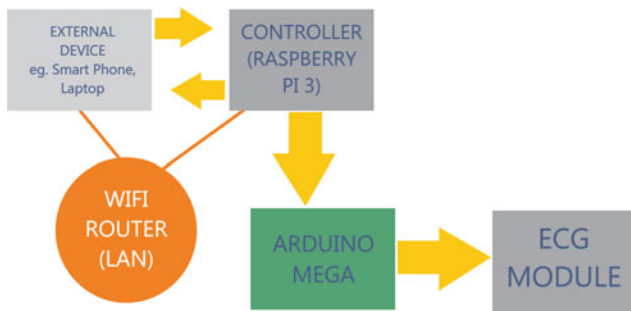 EXTERNAL
DEVICE
eg. Smart Phone,
Laptop
CONTROLLER
(RASPBERRY
PI 3)
WIFI
ROUTER
(LAN)
ARDUINO
MEGA
ECG
MODULE